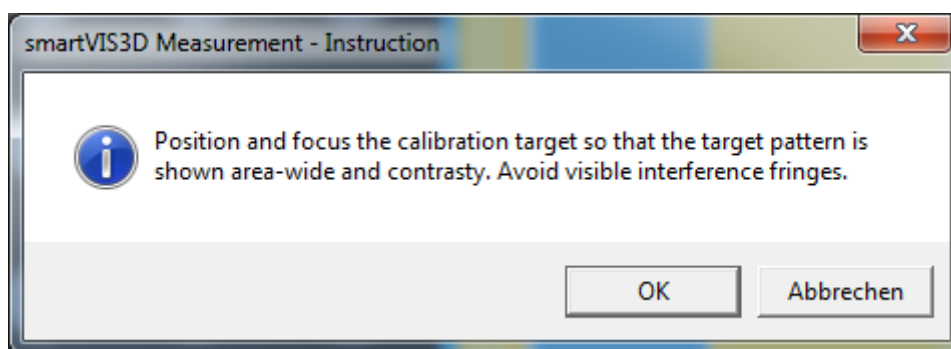 smartVIS3D Measurement - Instruction
Position and focus the calibration target so that the target pattern is
shown area-wide and contrasty. Avoid visible interference fringes.
OK
Abbrechen